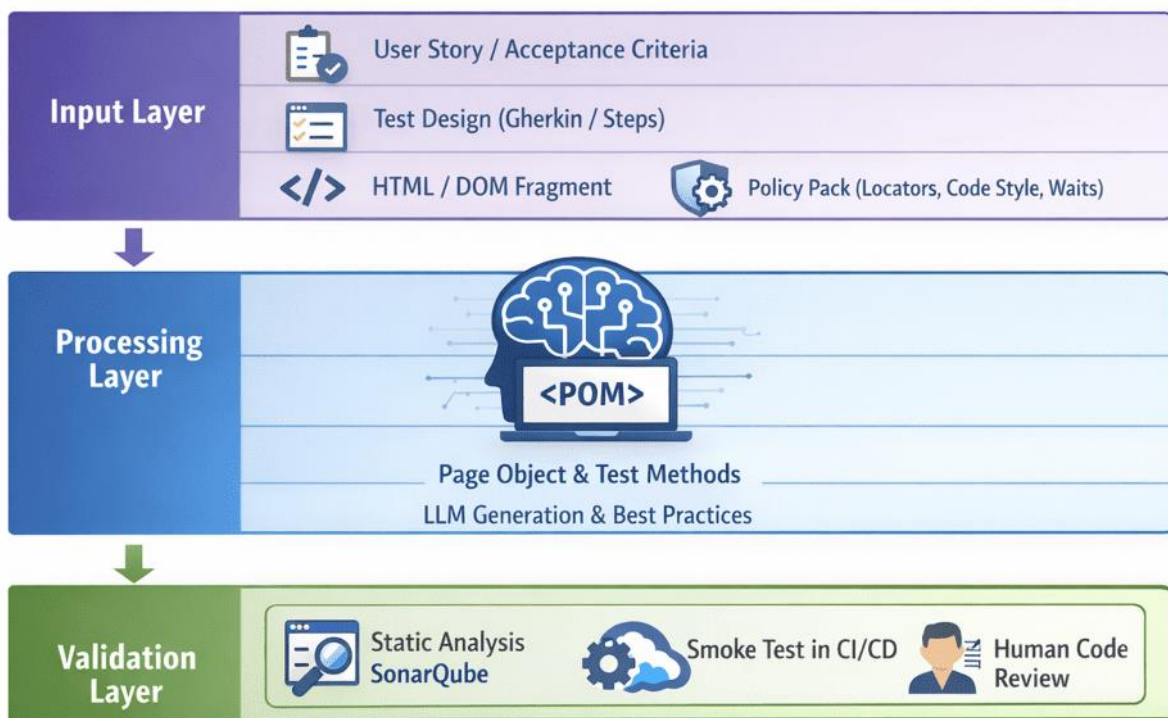 Input Layer
User Story / Acceptance Criteria
Test Design (Gherkin / Steps)
</> HTML / DOM Fragment
Policy Pack (Locators, Code Style, Waits)
Processing
Layer
<POM>
Page Object & Test Methods
LLM Generation & Best Practices
Validation
Layer
Static Analysis
SonarQube
Smoke Test in CI/CD
Human Code
Review